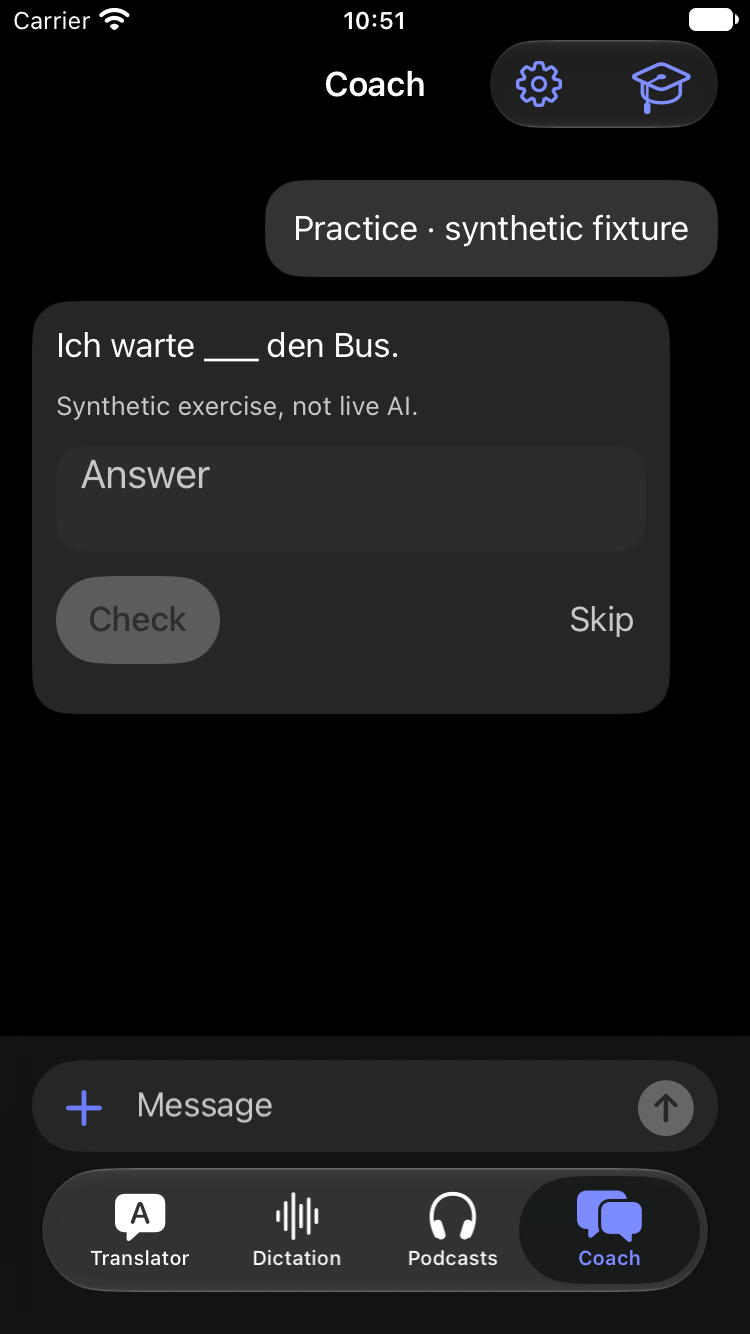 Carrier 10:51
Coach
Practice · synthetic fixture
Ich warte ___ den Bus.
Synthetic exercise, not live AI.
Answer
Check Skip
Message
A
Translator Dictation Podcasts Coach